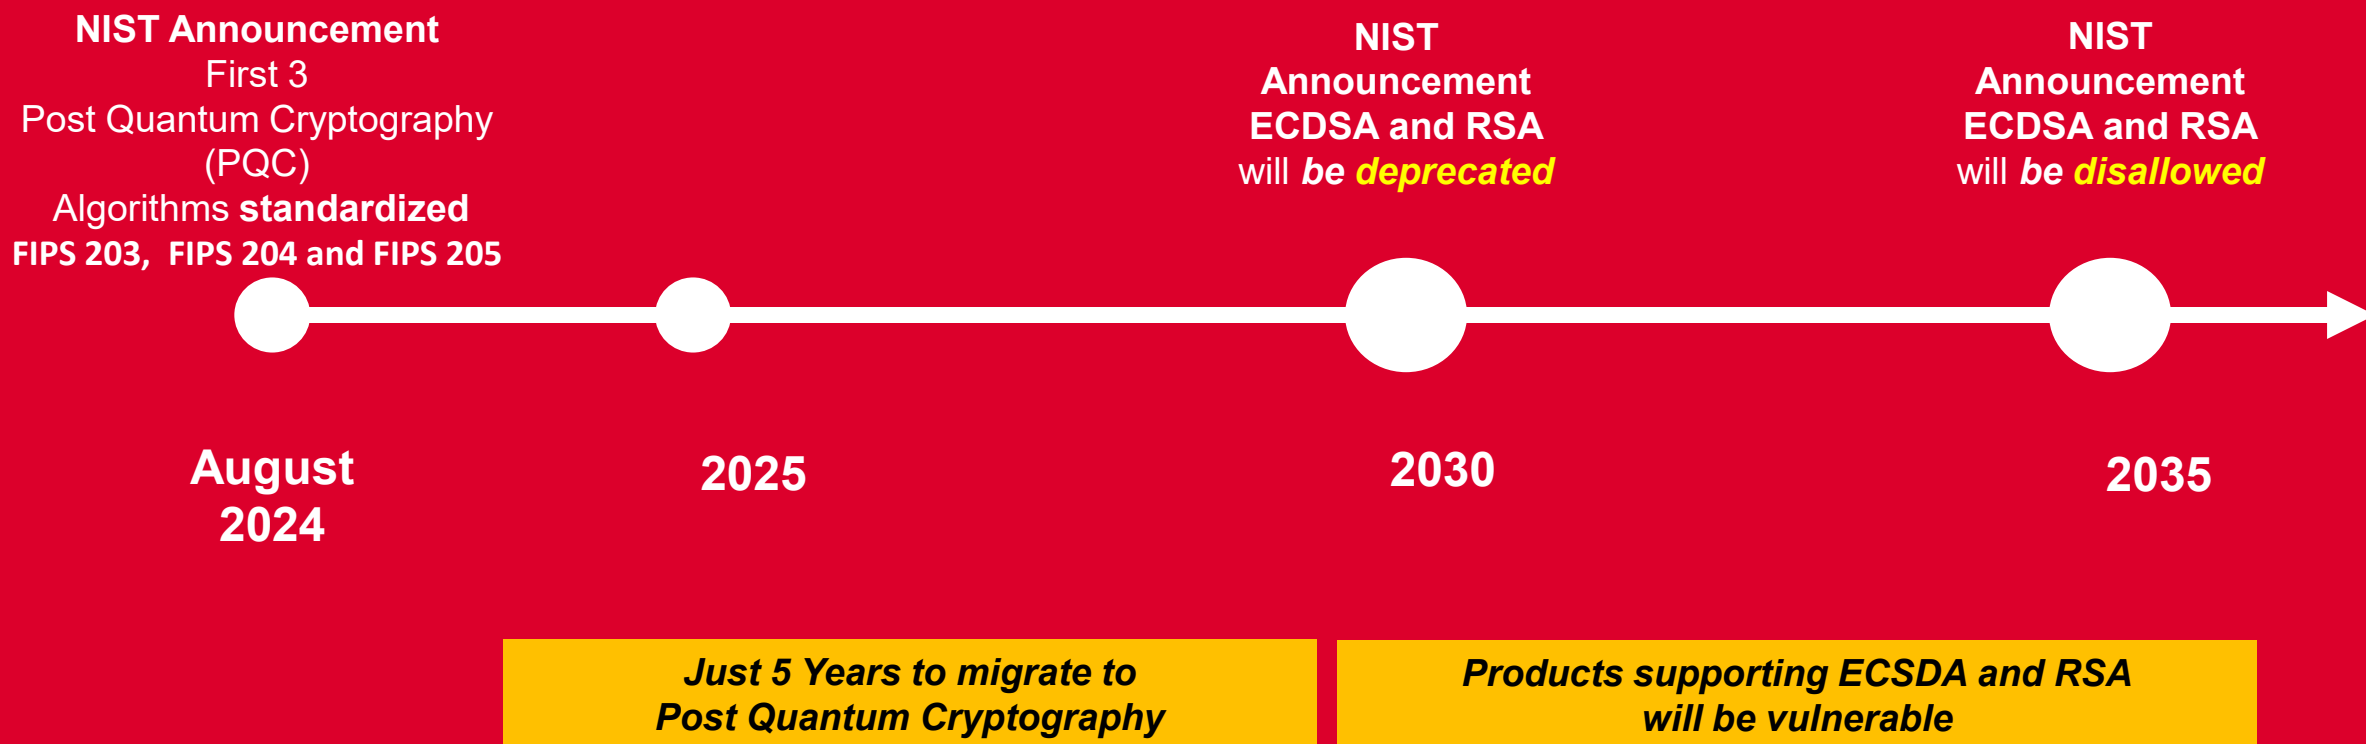 NIST Announcement
First 3
Post Quantum Cryptography
(PQC)
Algorithms standardized
FIPS 203, FIPS 204 and FIPS 205
NIST
Announcement
ECDSA and RSA
will be deprecated
NIST
Announcement
ECDSA and RSA
will be disallowed
August
2024
2025
2030
2035
Just 5 Years to migrate to
Post Quantum Cryptography
Products supporting ECSDA and RSA
will be vulnerable